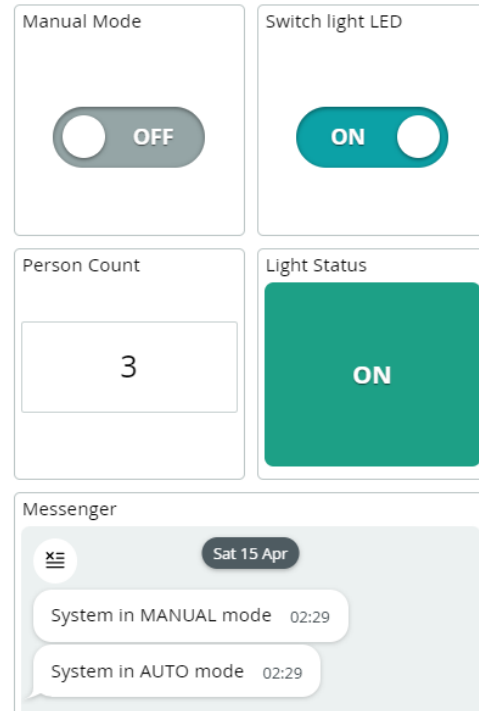 Manual Mode
Switch light LED
OFF
ON
Person Count
Light Status
3
ON
Messenger
Sat 15 Apr
System in MANUAL mode 02:29
System in AUTO mode 02:29